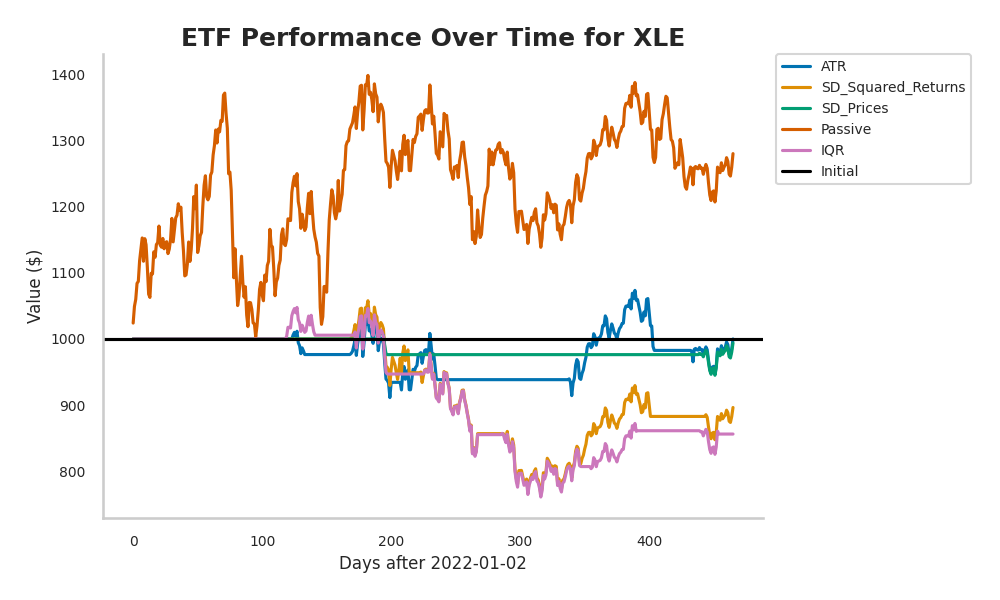 ETF Performance Over Time for XLE
1400
1300
1200
1100
1000
900
800
Value ($)
0 100 200 300 400
Days after 2022-01-02
ATR
SD_Squared_Returns
SD_Prices
Passive
IQR
Initial